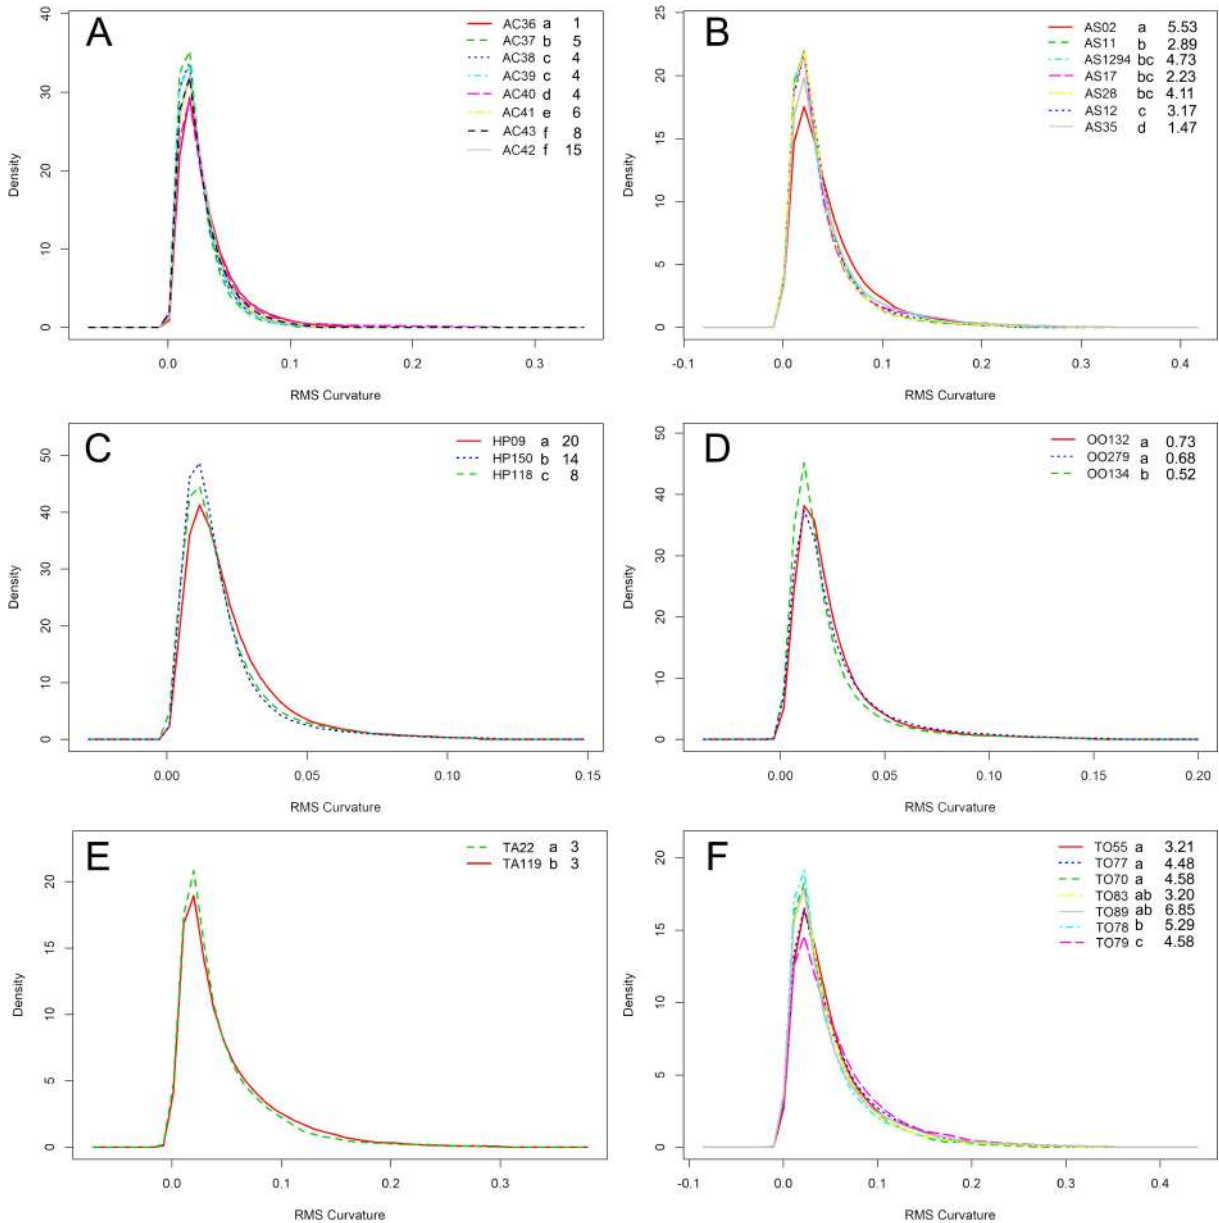 A
AC36 a 1
AC37 b 5
AC38 c 4
AC39 c 4
AC40 d 4
AC41 e 6
AC43 f 8
AC42 f 15
40
30
20
10
0
Density
0.0 0.1 0.2 0.3
RMS Curvature
B
AS02 a 5.53
AS11 b 2.89
AS1294 bc 4.73
AS17 bc 2.23
AS28 bc 4.11
AS12 c 3.17
AS35 d 1.47
25
20
15
10
5
0
Density
-0.1 0.0 0.1 0.2 0.3 0.4
RMS Curvature
C
HP09 a 20
HP150 b 14
HP118 c 8
50
40
30
20
10
0
Density
0.00 0.05 0.10 0.15
RMS Curvature
D
OO132 a 0.73
OO279 a 0.68
OO134 b 0.52
50
40
30
20
10
0
Density
0.00 0.05 0.10 0.15 0.20
RMS Curvature
E
TA22 a 3
TA119 b 3
20
15
10
5
0
Density
0.0 0.1 0.2 0.3
RMS Curvature
F
TO55 a 3.21
TO77 a 4.48
TO70 a 4.58
TO83 ab 3.20
TO89 ab 6.85
TO78 b 5.29
TO79 c 4.58
20
15
10
5
0
Density
-0.1 0.0 0.1 0.2 0.3 0.4
RMS Curvature